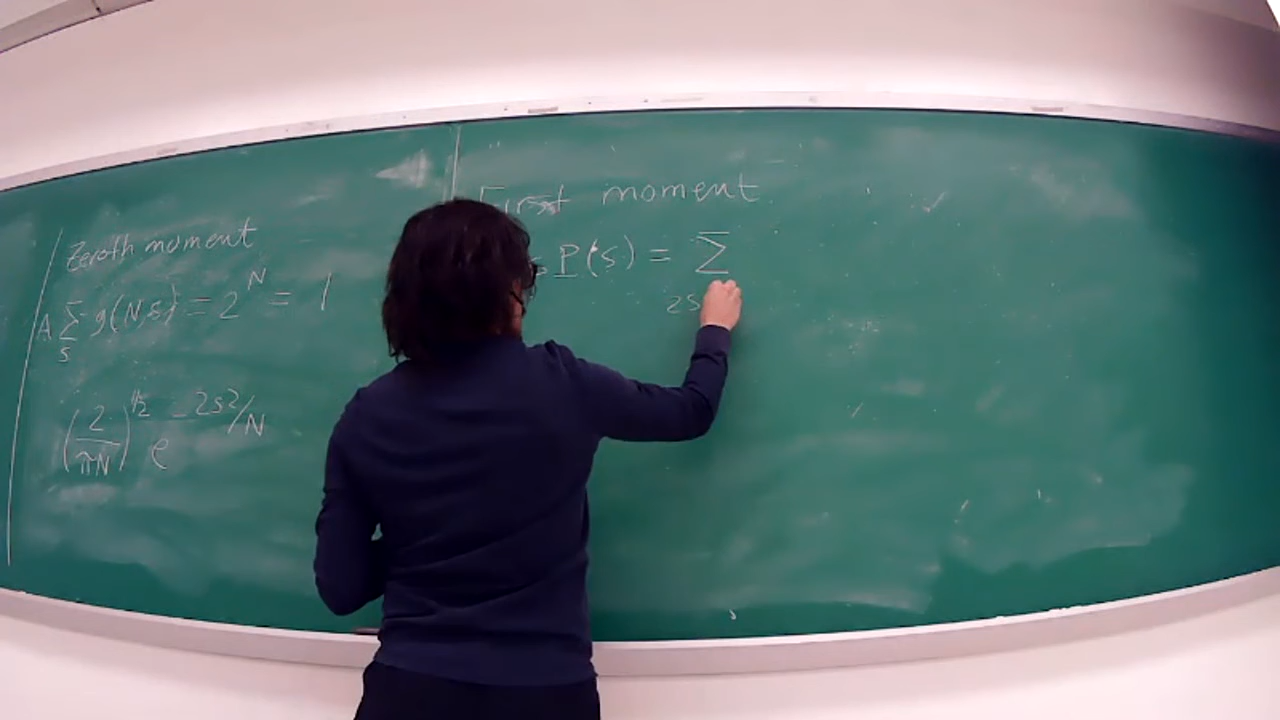 Zeroth moment
A Σ g(N,s) = 2^N = 1
s
(2/πN)^1/2 e^-2s²/N
First moment
s P(s) = Σ
2s